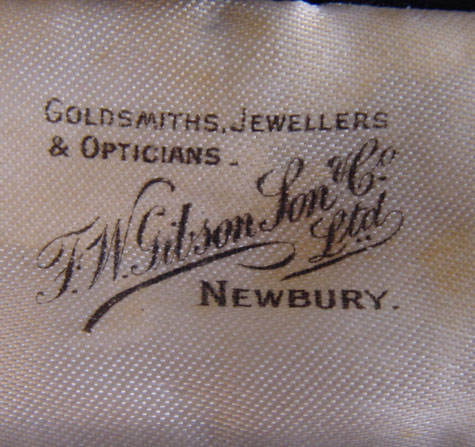 GOLDSMITHS, JEWELLERS
& OPTICIANS.
F.W. Gibson Son & Co.
Ltd.
NEWBURY.